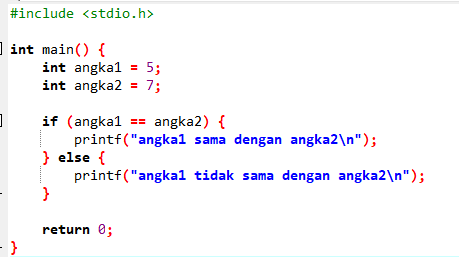 #include <stdio.h>
int main() {
int angka1 = 5;
int angka2 = 7;
if (angka1 == angka2) {
printf("angka1 sama dengan angka2\n");
} else {
printf("angka1 tidak sama dengan angka2\n");
}
return 0;
}